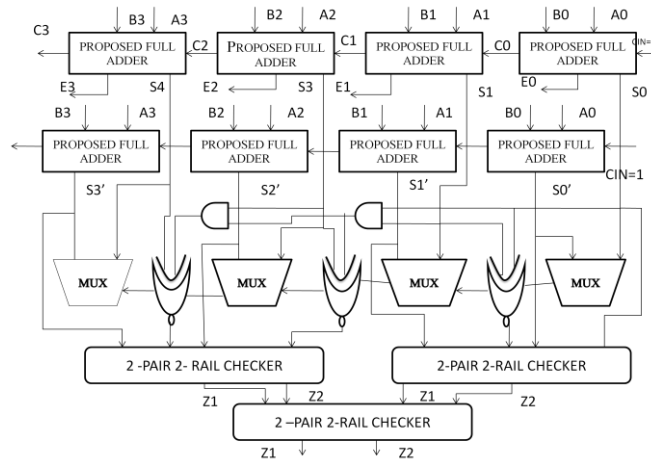 B3 A3 B2 A2 B1 A1 B0 A0
C3 PROPOSED FULL ADDER C2 PROPOSED FULL ADDER C1 PROPOSED FULL ADDER C0 PROPOSED FULL ADDER CIN=
E3 S4 E2 S3 E1 S1 E0 S0
B3 A3 B2 A2 B1 A1 B0 A0
PROPOSED FULL ADDER PROPOSED FULL ADDER PROPOSED FULL ADDER PROPOSED FULL ADDER
CIN=1
S3’ S2’ S1’ S0’
MUX MUX MUX MUX
2 -PAIR 2- RAIL CHECKER 2-PAIR 2-RAIL CHECKER
Z1 Z2 Z1 Z2
2 –PAIR 2-RAIL CHECKER
Z1 Z2